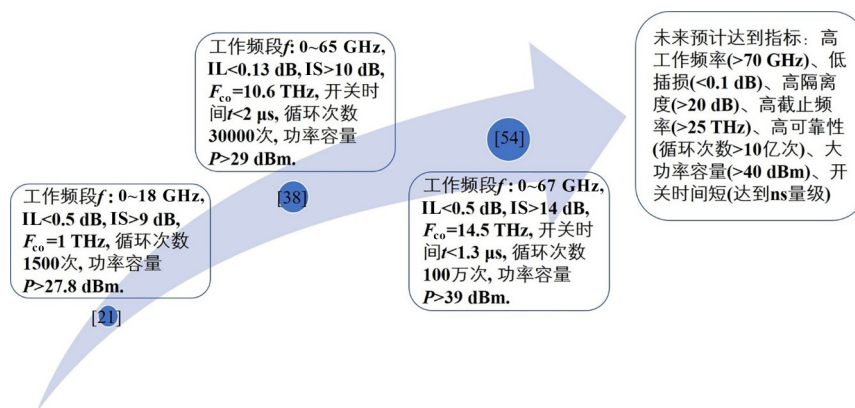 工作频段f: 0~18 GHz,
IL<0.5 dB, IS>9 dB,
Fco=1 THz, 循环次数
1500次, 功率容量
P>27.8 dBm.
[21]
工作频段f: 0~65 GHz,
IL<0.13 dB, IS>10 dB,
Fco=10.6 THz, 开关时
间t<2 μs, 循环次数
30000次, 功率容量
P>29 dBm.
[38]
[54]
工作频段f: 0~67 GHz,
IL<0.5 dB, IS>14 dB,
Fco=14.5 THz, 开关时
间t<1.3 μs, 循环次数
100万次, 功率容量
P>39 dBm.
未来预计达到指标: 高
工作频率(>70 GHz)、低
插损(<0.1 dB)、高隔离
度(>20 dB)、高截止频
率(>25 THz)、高可靠性
(循环次数>10亿次)、大
功率容量(>40 dBm)、开
关时间短(达到ns量级)